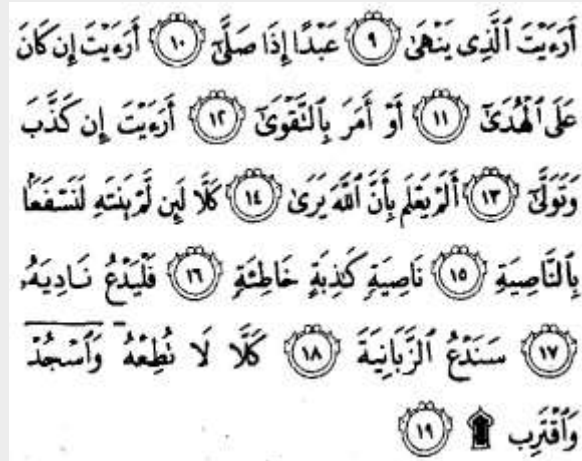 أَرَءَيْتَ ٱلَّذِى يَنْهَىٰ ٩ عَبْدًا إِذَا صَلَّىٰٓ ١٠ أَرَءَيْتَ إِن كَانَ
عَلَى ٱلْهُدَىٰٓ ١١ أَوْ أَمَرَ بِٱلتَّقْوَىٰٓ ١٢ أَرَءَيْتَ إِن كَذَّبَ
وَتَوَلَّىٰٓ ١٣ أَلَمْ يَعْلَم بِأَنَّ ٱللَّهَ يَرَىٰ ١٤ كَلَّا لَئِن لَّمْ يَنتَهِ لَنَسْفَعًۢا
بِٱلنَّاصِيَةِ ١٥ نَاصِيَةٍ كَٰذِبَةٍ خَاطِئَةٍ ١٦ فَلْيَدْعُ نَادِيَهُۥ
١٧ سَنَدْعُ ٱلزَّبَانِيَةَ ١٨ كَلَّا لَا تُطِعْهُ وَٱسْجُدْ
وَٱقْتَرِب ۩ ١٩